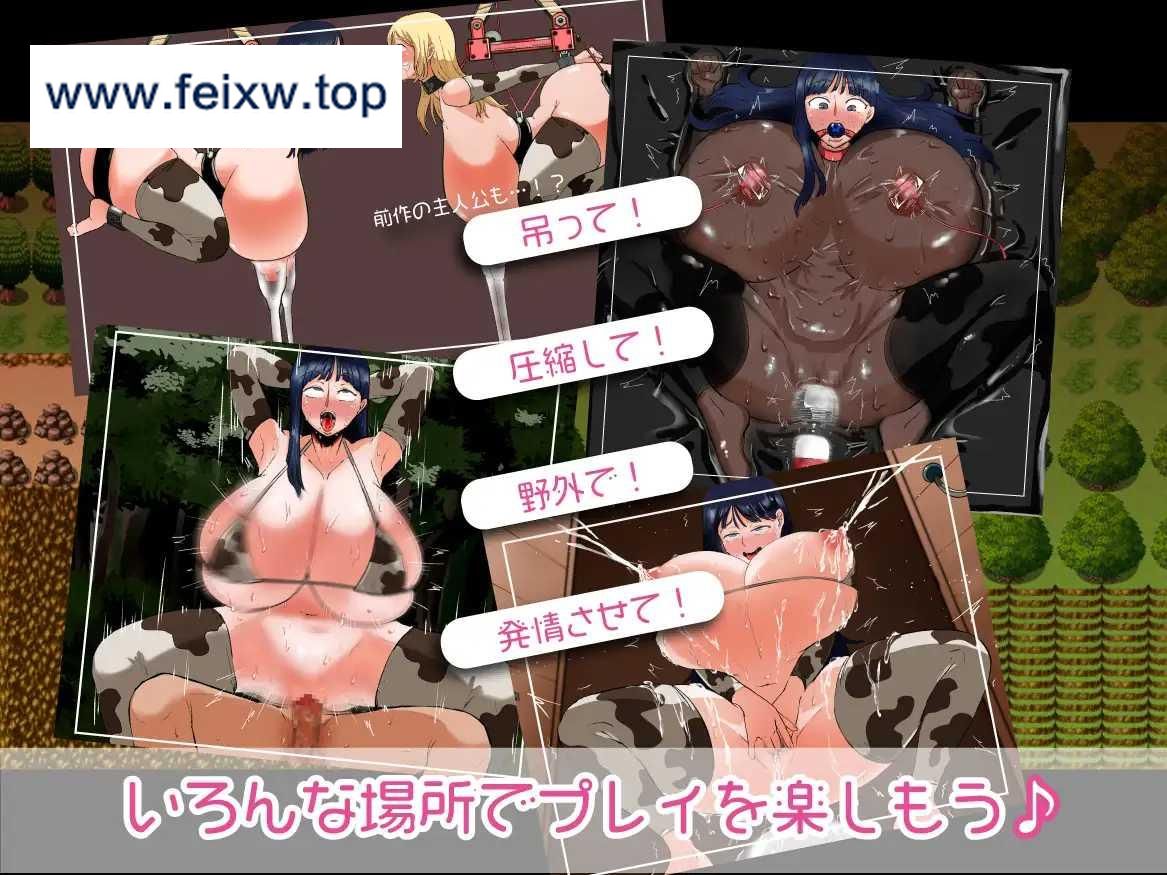 www.feixw.top
前作の主人公も…！？
吊って！
圧縮して！
野外で！
発情させて！
いろんな場所でプレイを楽しもう♪